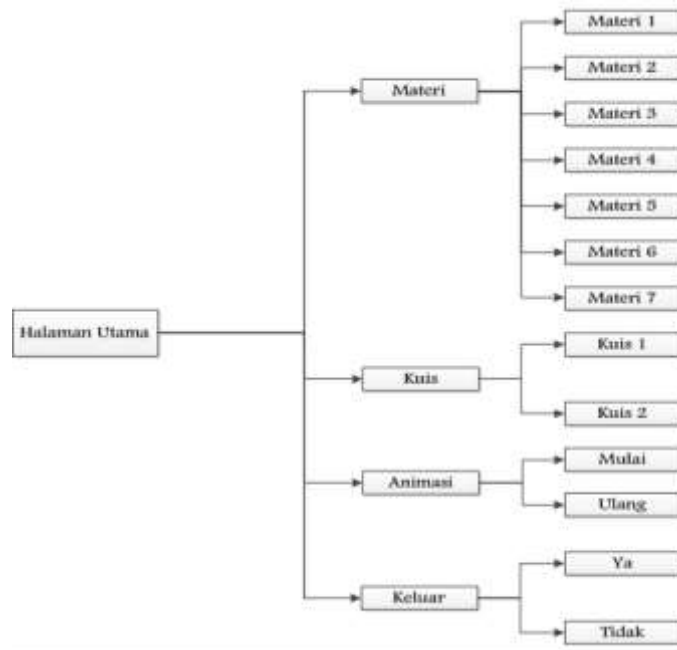 Halaman Utama
Materi
Materi 1
Materi 2
Materi 3
Materi 4
Materi 5
Materi 6
Materi 7
Kuis
Kuis 1
Kuis 2
Animasi
Mulai
Ulang
Keluar
Ya
Tidak